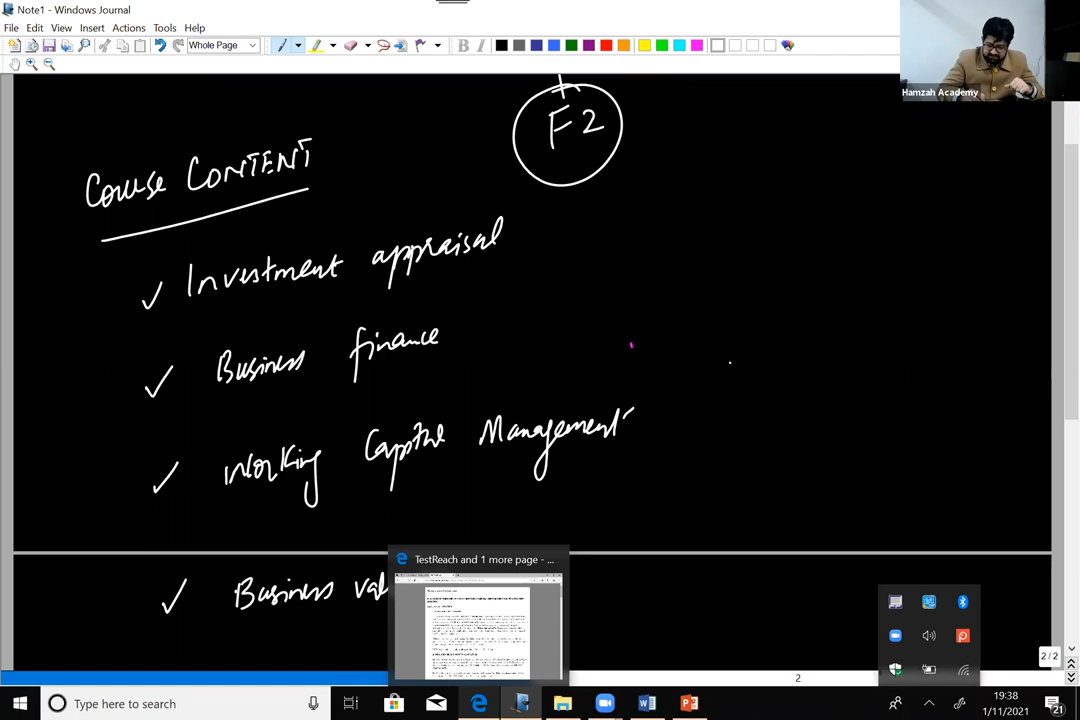 Note1 - Windows Journal
File Edit View Insert Actions Tools Help
Whole Page
B I
Hamzah Academy
F2
Course CONTENT
✓ Investment appraisal
✓ Business finance
✓ Working Capital Management
✓ Business val
TestReach and 1 more page - ...
2/2
2
Type here to search
19:38
1/11/2021
21